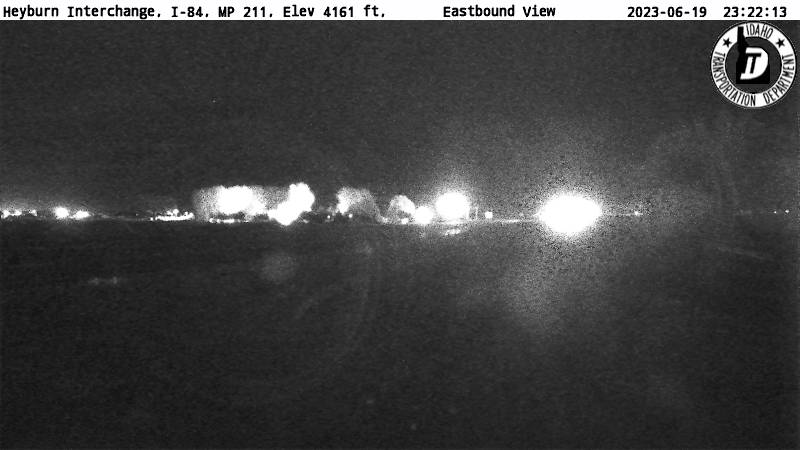 Heyburn Interchange, I-84, MP 211, Elev 4161 ft, Eastbound View 2023-06-19 23:22:13
IDAHO
TRANSPORTATION DEPARTMENT